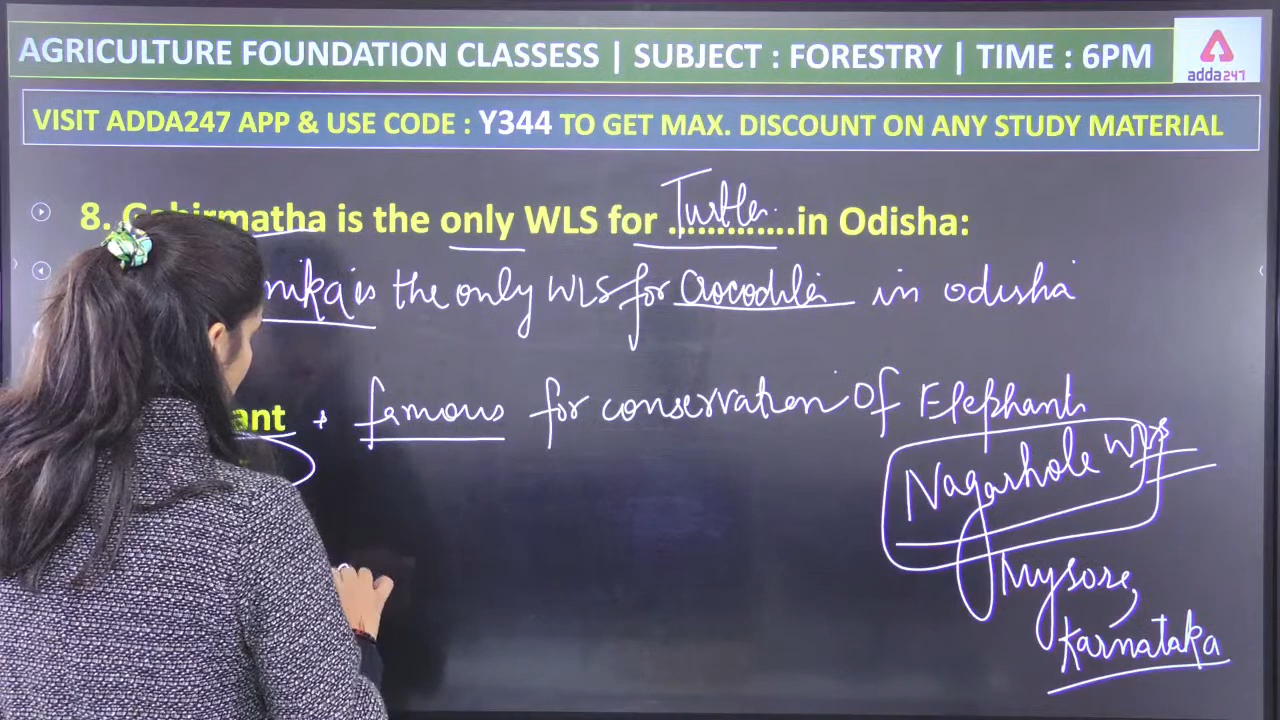 AGRICULTURE FOUNDATION CLASSESS | SUBJECT : FORESTRY | TIME : 6PM
adda247
VISIT ADDA247 APP & USE CODE : Y344 TO GET MAX. DISCOUNT ON ANY STUDY MATERIAL
8. Gahirmatha is the only WLS for Turtle .............in Odisha:
nika is the only WLS for Crocodile in odisha
ant famous for conservation Of Elephant
Nagarhole WLS
Mysore,
Karnataka